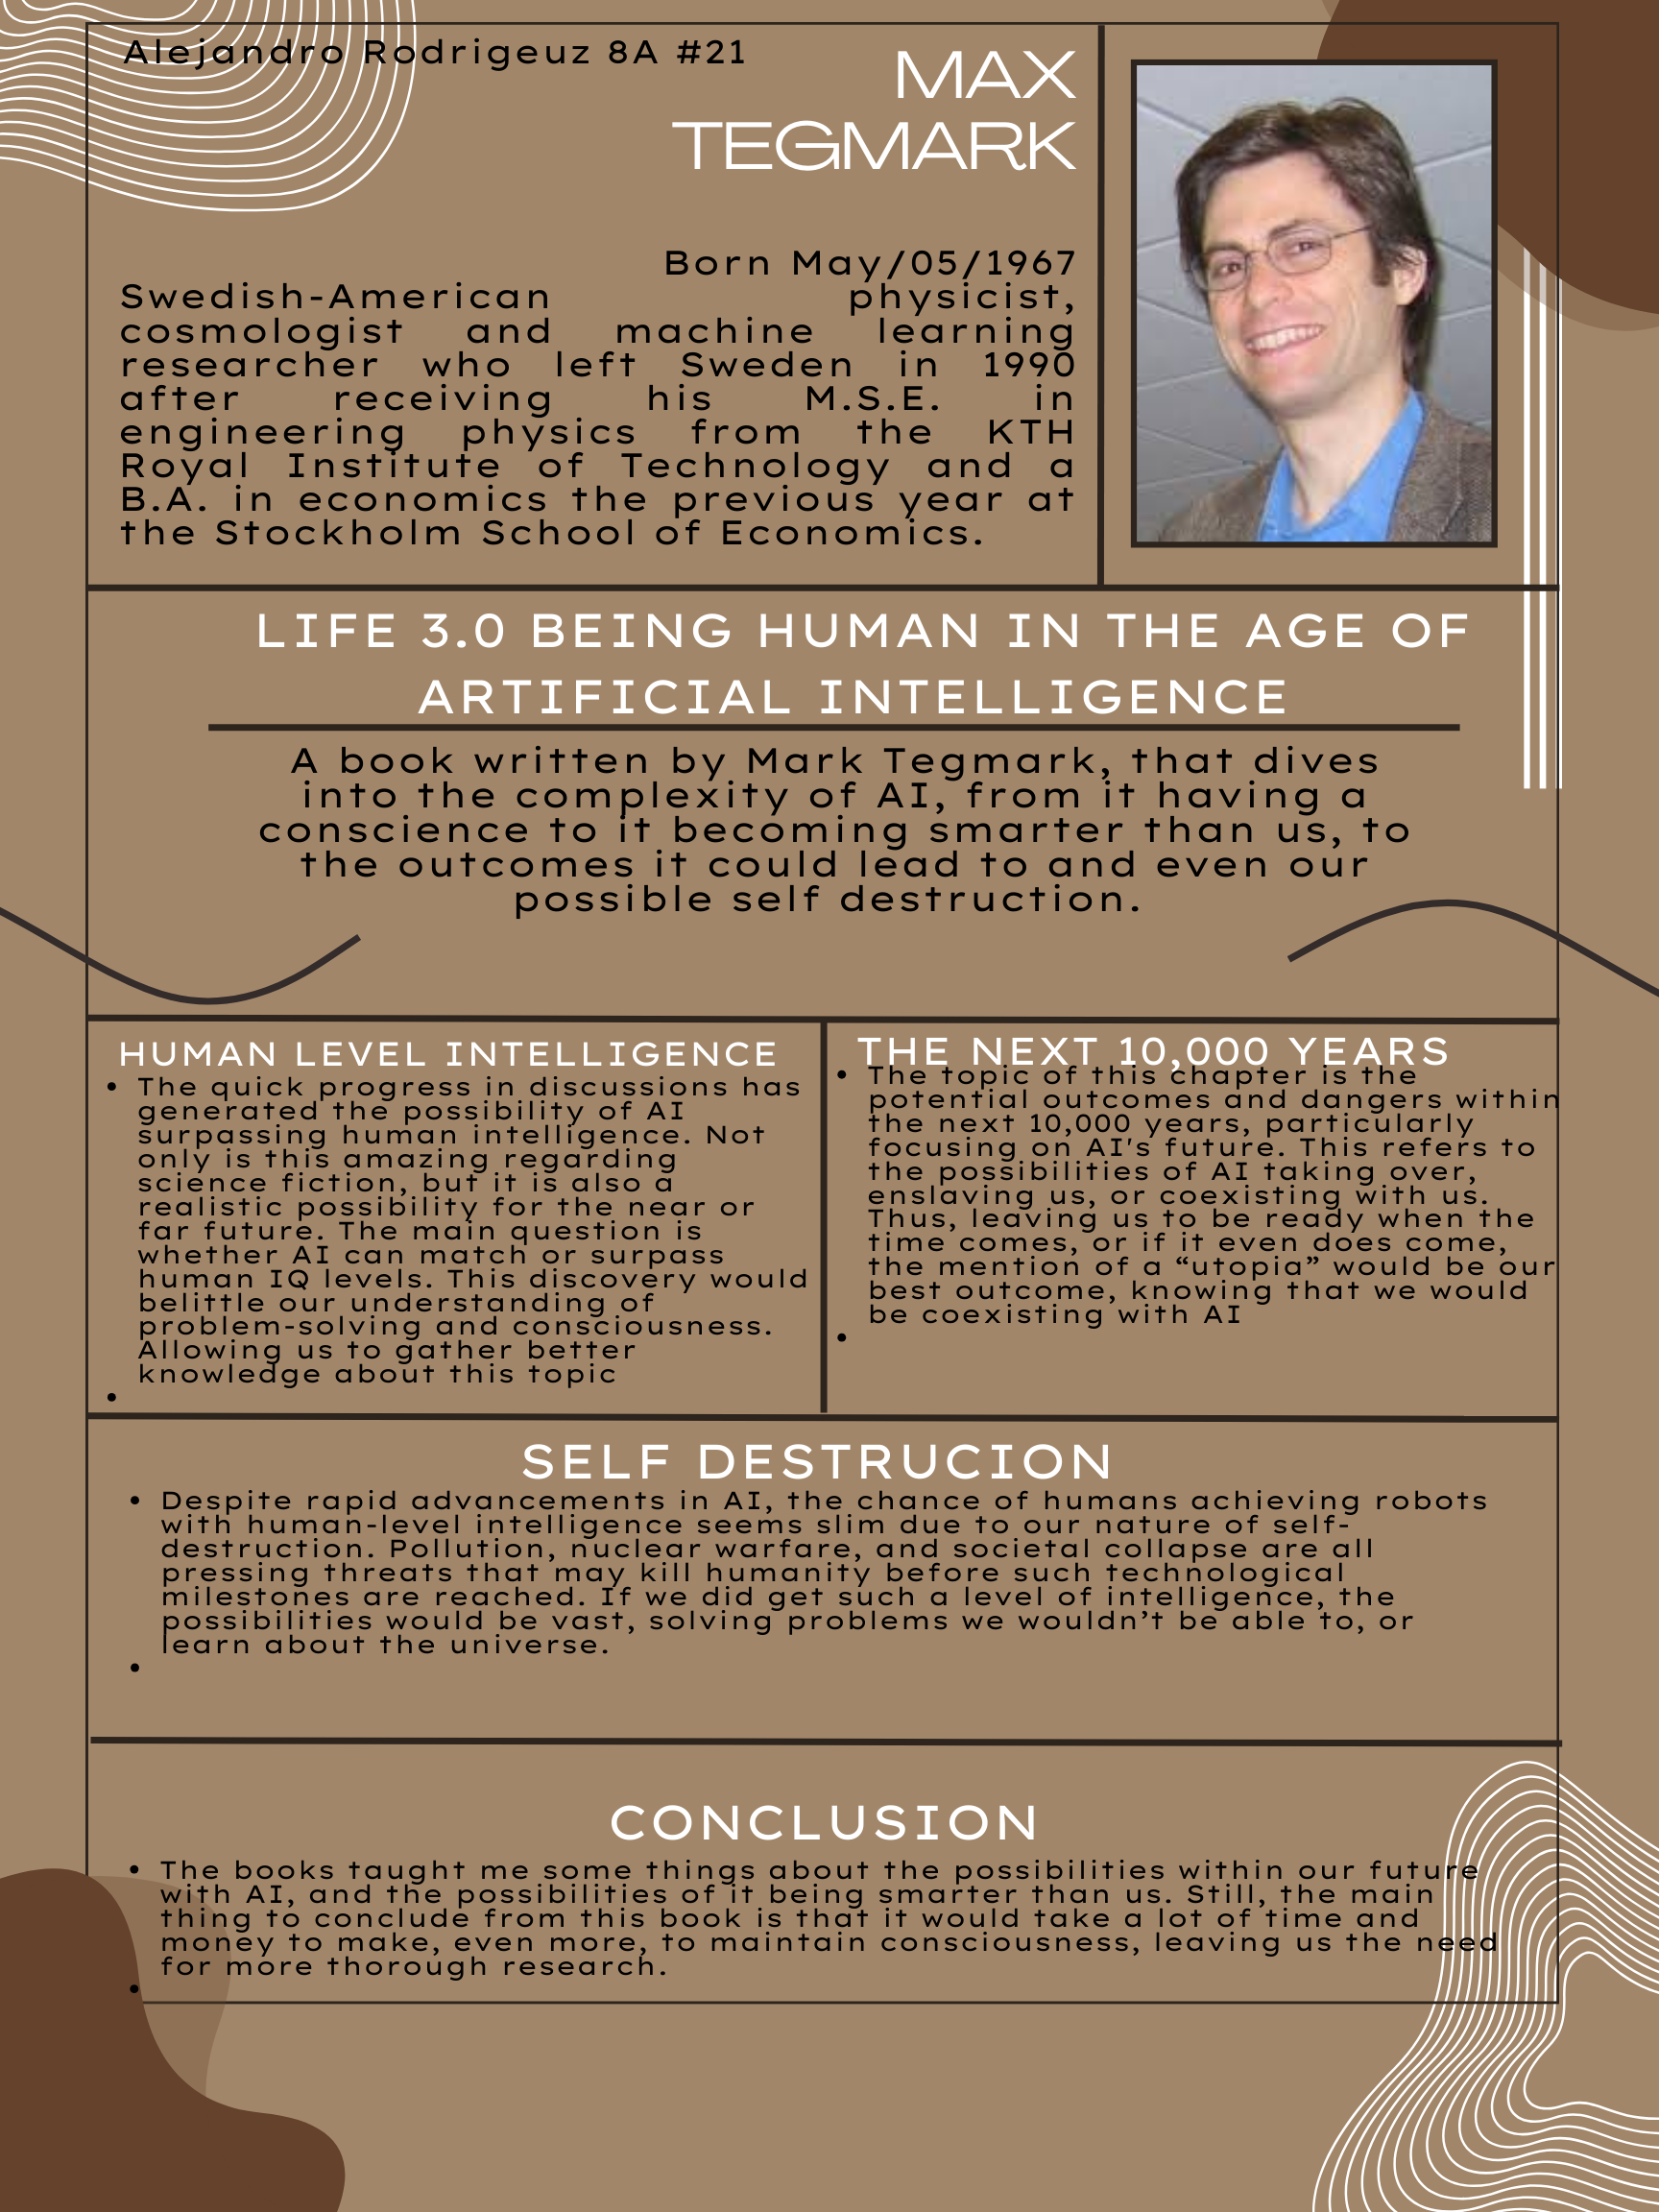 Alejandro Rodrigeuz 8A #21
MAX
TEGMARK
Born May/05/1967
Swedish-American physicist,
cosmologist and machine learning
researcher who left Sweden in 1990
after receiving his M.S.E. in
engineering physics from the KTH
Royal Institute of Technology and a
B.A. in economics the previous year at
the Stockholm School of Economics.
LIFE 3.0 BEING HUMAN IN THE AGE OF
ARTIFICIAL INTELLIGENCE
A book written by Mark Tegmark, that dives
into the complexity of AI, from it having a
conscience to it becoming smarter than us, to
the outcomes it could lead to and even our
possible self destruction.
HUMAN LEVEL INTELLIGENCE
• The quick progress in discussions has
generated the possibility of AI
surpassing human intelligence. Not
only is this amazing regarding
science fiction, but it is also a
realistic possibility for the near or
far future. The main question is
whether AI can match or surpass
human IQ levels. This discovery would
belittle our understanding of
problem-solving and consciousness.
Allowing us to gather better
knowledge about this topic
•
THE NEXT 10,000 YEARS
• The topic of this chapter is the
potential outcomes and dangers within
the next 10,000 years, particularly
focusing on AI's future. This refers to
the possibilities of AI taking over,
enslaving us, or coexisting with us.
Thus, leaving us to be ready when the
time comes, or if it even does come,
the mention of a “utopia” would be our
best outcome, knowing that we would
be coexisting with AI
•
SELF DESTRUCION
• Despite rapid advancements in AI, the chance of humans achieving robots
with human-level intelligence seems slim due to our nature of self-
destruction. Pollution, nuclear warfare, and societal collapse are all
pressing threats that may kill humanity before such technological
milestones are reached. If we did get such a level of intelligence, the
possibilities would be vast, solving problems we wouldn’t be able to, or
learn about the universe.
•
CONCLUSION
• The books taught me some things about the possibilities within our future
with AI, and the possibilities of it being smarter than us. Still, the main
thing to conclude from this book is that it would take a lot of time and
money to make, even more, to maintain consciousness, leaving us the need
for more thorough research.
•